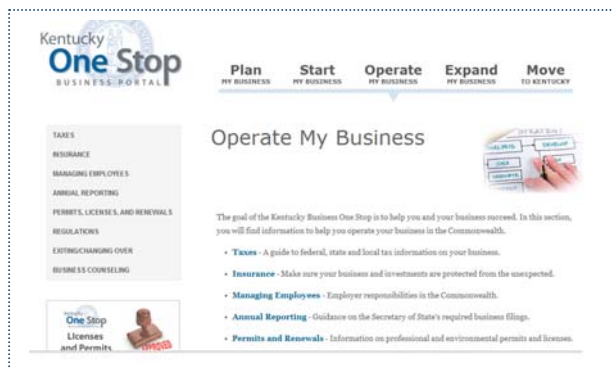 Kentucky
One Stop
BUSINESS PORTAL
Plan Start Operate Expand Move
MY BUSINESS MY BUSINESS MY BUSINESS MY BUSINESS TO KENTUCKY
TAXES
INSURANCE
MANAGING EMPLOYEES
ANNUAL REPORTING
PERMITS, LICENSES, AND RENEWALS
REGULATIONS
EXITING/CHANGING OVER
BUSINESS COUNSELING
Operate My Business
DEVELOP
The goal of the Kentucky Business One Stop is to help you and your business succeed. In this section,
you will find information to help you operate your business in the Commonwealth.
• Taxes - A guide to federal, state and local tax information on your business.
• Insurance - Make sure your business and investments are protected from the unexpected.
• Managing Employees - Employer responsibilities in the Commonwealth.
• Annual Reporting - Guidance on the Secretary of State's required business filings.
• Permits and Renewals - Information on professional and environmental permits and licenses.
Kentucky
One Stop
Licenses
and Permits
APPROVED